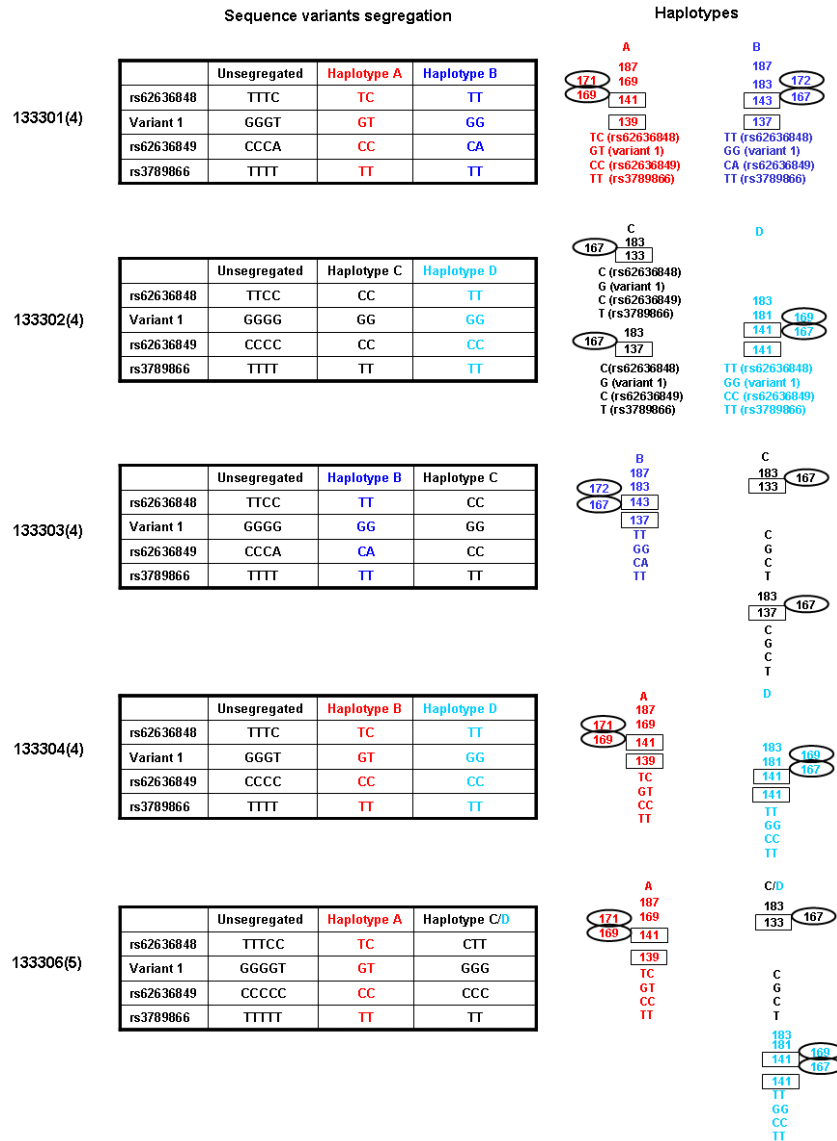 Sequence variants segregation
Haplotypes
133301(4)
Unsegregated Haplotype A Haplotype B
rs62636848 TTTC TC TT
Variant 1 GGGT GT GG
rs62636849 CCCA CC CA
rs3789866 TTTT TT TT
A
187
171 169
169 141
139
TC (rs62636848)
GT (variant 1)
CC (rs62636849)
TT (rs3789866)
B
187
183 172
143 167
137
TT (rs62636848)
GG (variant 1)
CA (rs62636849)
TT (rs3789866)
133302(4)
Unsegregated Haplotype C Haplotype D
rs62636848 TTCC CC TT
Variant 1 GGGG GG GG
rs62636849 CCCC CC CC
rs3789866 TTTT TT TT
C
183
167 133
C (rs62636848)
G (variant 1)
C (rs62636849)
T (rs3789866)
183
167 137
C (rs62636848)
G (variant 1)
C (rs62636849)
T (rs3789866)
D
183
181 169
141 167
141
TT (rs62636848)
GG (variant 1)
CC (rs62636849)
TT (rs3789866)
133303(4)
Unsegregated Haplotype B Haplotype C
rs62636848 TTCC TT CC
Variant 1 GGGG GG GG
rs62636849 CCCA CA CC
rs3789866 TTTT TT TT
B
187
172 183
167 143
137
TT
GG
CA
TT
C
183 167
133
C
G
C
T
183
137 167
C
G
C
T
133304(4)
Unsegregated Haplotype B Haplotype D
rs62636848 TTTC TC TT
Variant 1 GGGT GT GG
rs62636849 CCCC CC CC
rs3789866 TTTT TT TT
A
187
171 169
169 141
139
TC
GT
CC
TT
D
183
181 169
141 167
141
TT
GG
CC
TT
133306(5)
Unsegregated Haplotype A Haplotype C/D
rs62636848 TTTCC TC CTT
Variant 1 GGGGT GT GGG
rs62636849 CCCCC CC CCC
rs3789866 TTTTT TT TT
A
187
171 169
169 141
139
TC
GT
CC
TT
C/D
183
133 167
C
G
C
T
183
181 169
141 167
141
TT
GG
CC
TT